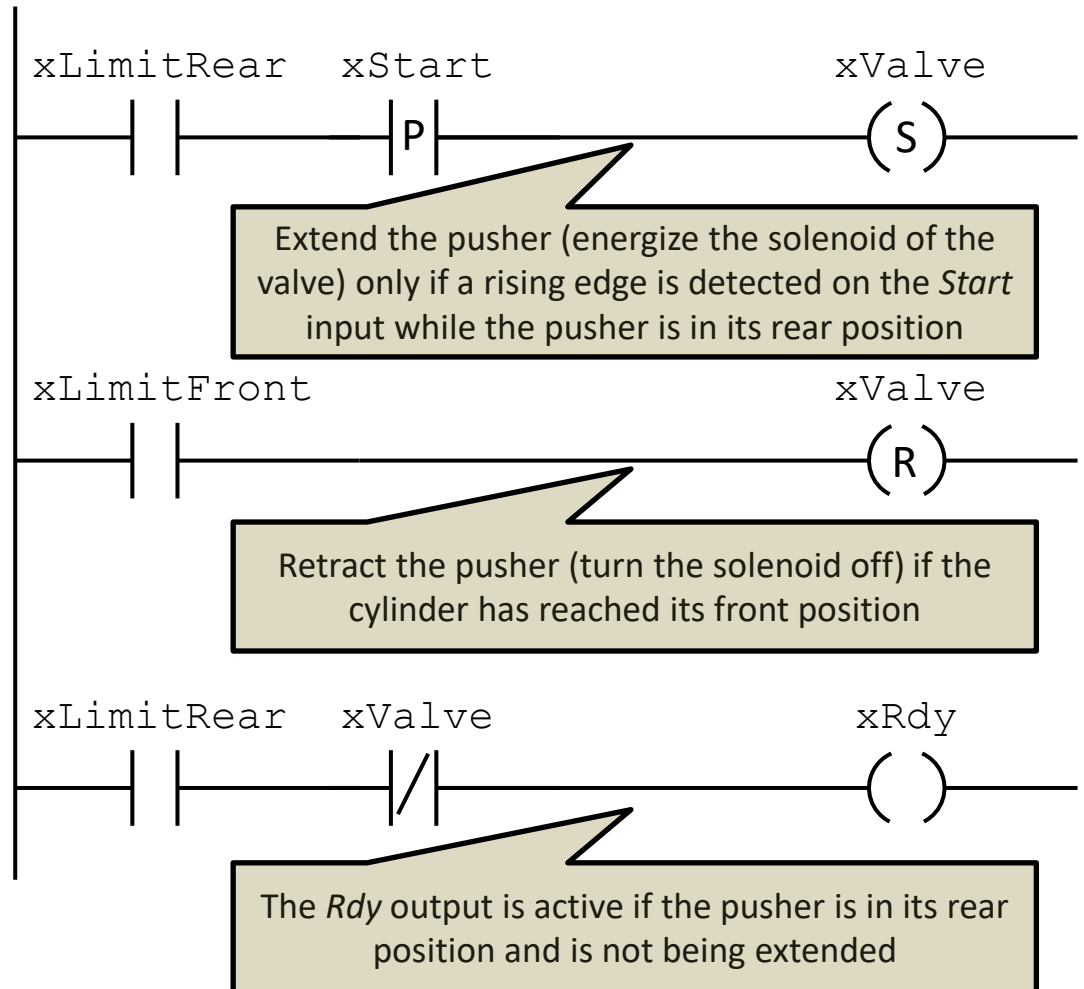 xLimitRear xStart xValve
P S
Extend the pusher (energize the solenoid of the
valve) only if a rising edge is detected on the Start
input while the pusher is in its rear position
xLimitFront xValve
R
Retract the pusher (turn the solenoid off) if the
cylinder has reached its front position
xLimitRear xValve xRdy
The Rdy output is active if the pusher is in its rear
position and is not being extended